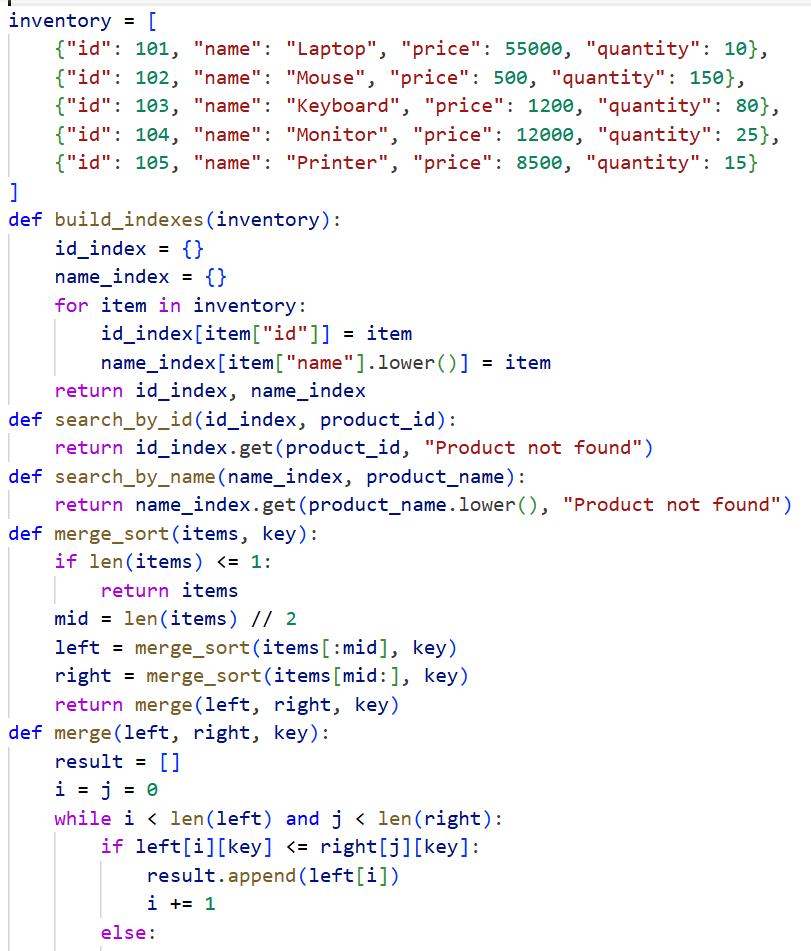 inventory = [
    {"id": 101, "name": "Laptop", "price": 55000, "quantity": 10},
    {"id": 102, "name": "Mouse", "price": 500, "quantity": 150},
    {"id": 103, "name": "Keyboard", "price": 1200, "quantity": 80},
    {"id": 104, "name": "Monitor", "price": 12000, "quantity": 25},
    {"id": 105, "name": "Printer", "price": 8500, "quantity": 15}
]
def build_indexes(inventory):
    id_index = {}
    name_index = {}
    for item in inventory:
        id_index[item["id"]] = item
        name_index[item["name"].lower()] = item
    return id_index, name_index
def search_by_id(id_index, product_id):
    return id_index.get(product_id, "Product not found")
def search_by_name(name_index, product_name):
    return name_index.get(product_name.lower(), "Product not found")
def merge_sort(items, key):
    if len(items) <= 1:
        return items
    mid = len(items) // 2
    left = merge_sort(items[:mid], key)
    right = merge_sort(items[mid:], key)
    return merge(left, right, key)
def merge(left, right, key):
    result = []
    i = j = 0
    while i < len(left) and j < len(right):
        if left[i][key] <= right[j][key]:
            result.append(left[i])
            i += 1
        else: